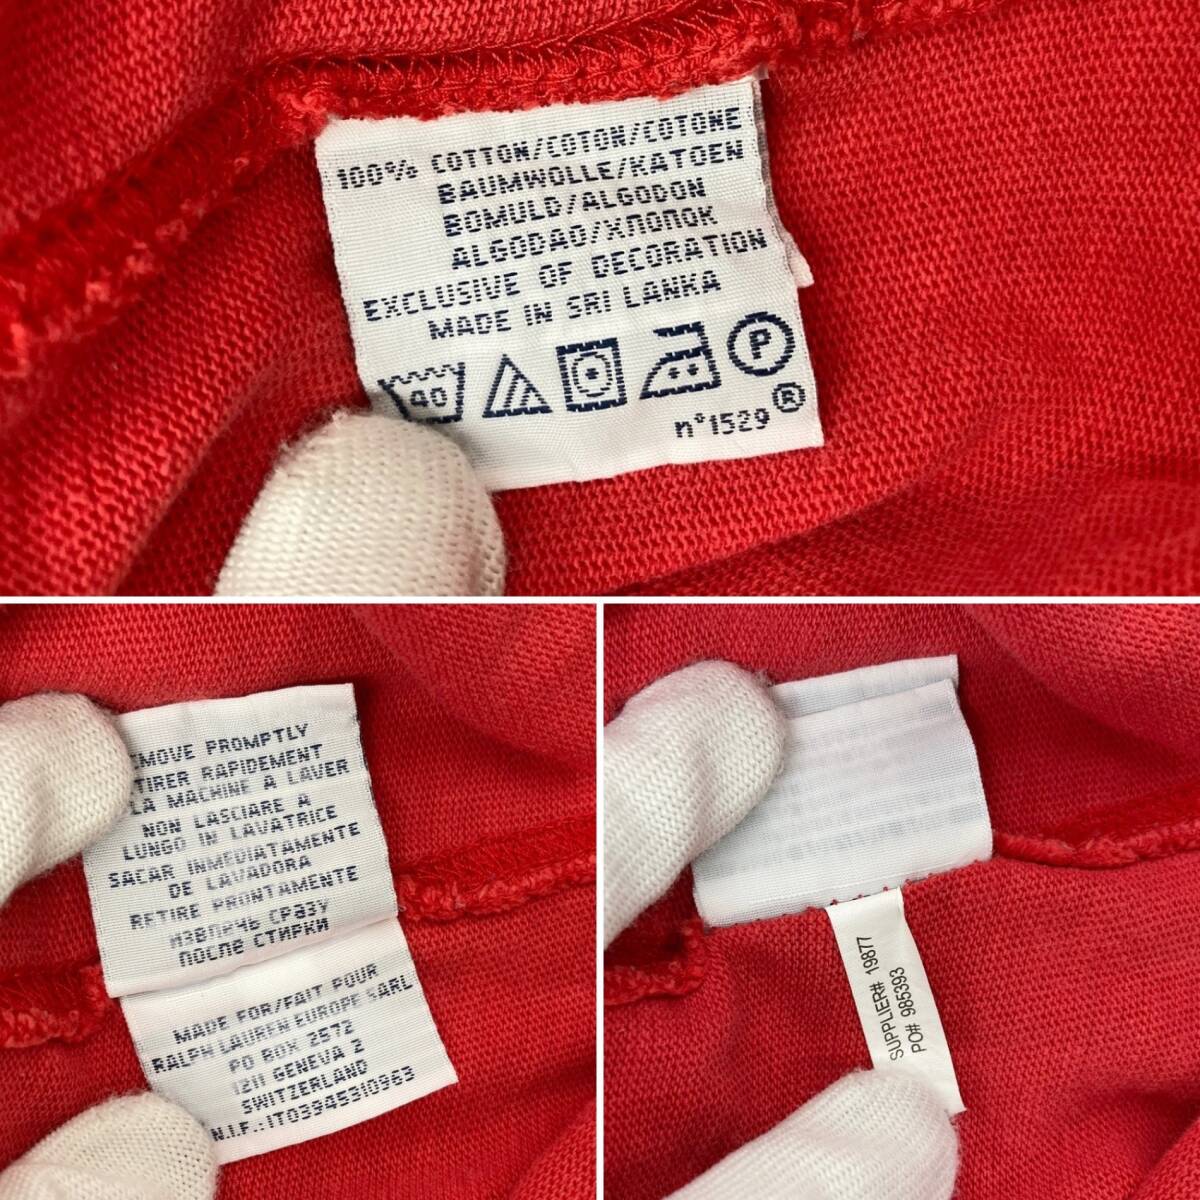 100% COTTON/COTON/COTONE
BAUMWOLLE/KATOEN
BOMULD/ALGODON
ALGODAO/ХЛОПОК
EXCLUSIVE OF DECORATION
MADE IN SRI LANKA
40
P
n°1529 ®
EMOVE PROMPTLY
TIRER RAPIDEMENT
LA MACHINE A LAVER
NON LASCIARE A
LUNGO IN LAVATRICE
SACAR INMEDIATAMENTE
DE LAVADORA
RETIRE PRONTAMENTE
ИЗВЛЕЧЬ СРАЗУ
ПОСЛЕ СТИРКИ
MADE FOR/FAIT POUR
RALPH LAUREN EUROPE SARL
PO BOX 2572
1211 GENEVA 2
SWITZERLAND
N.I.F.:IT03945310963
SUPPLIER# 19877
PO# 985393